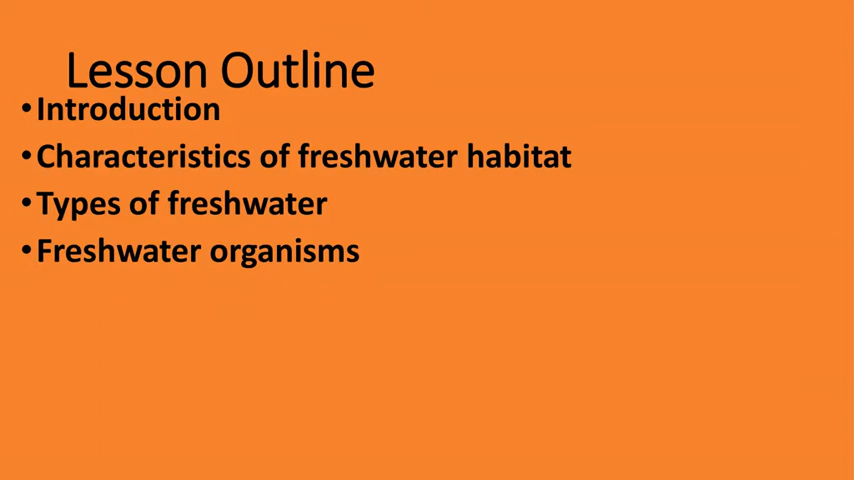 Lesson Outline
•Introduction
•Characteristics of freshwater habitat
•Types of freshwater
•Freshwater organisms